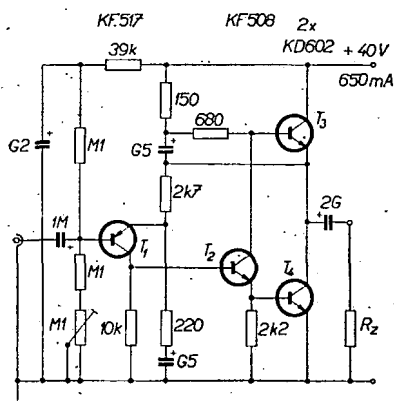 KF517
KF508
2x
KD602
+ 40V
650mA
39k
150
680
T3
G2
M1
G5
2k7
2G
1M
T1
T2
T4
M1
M1
10k
220
2k2
Rz
G5